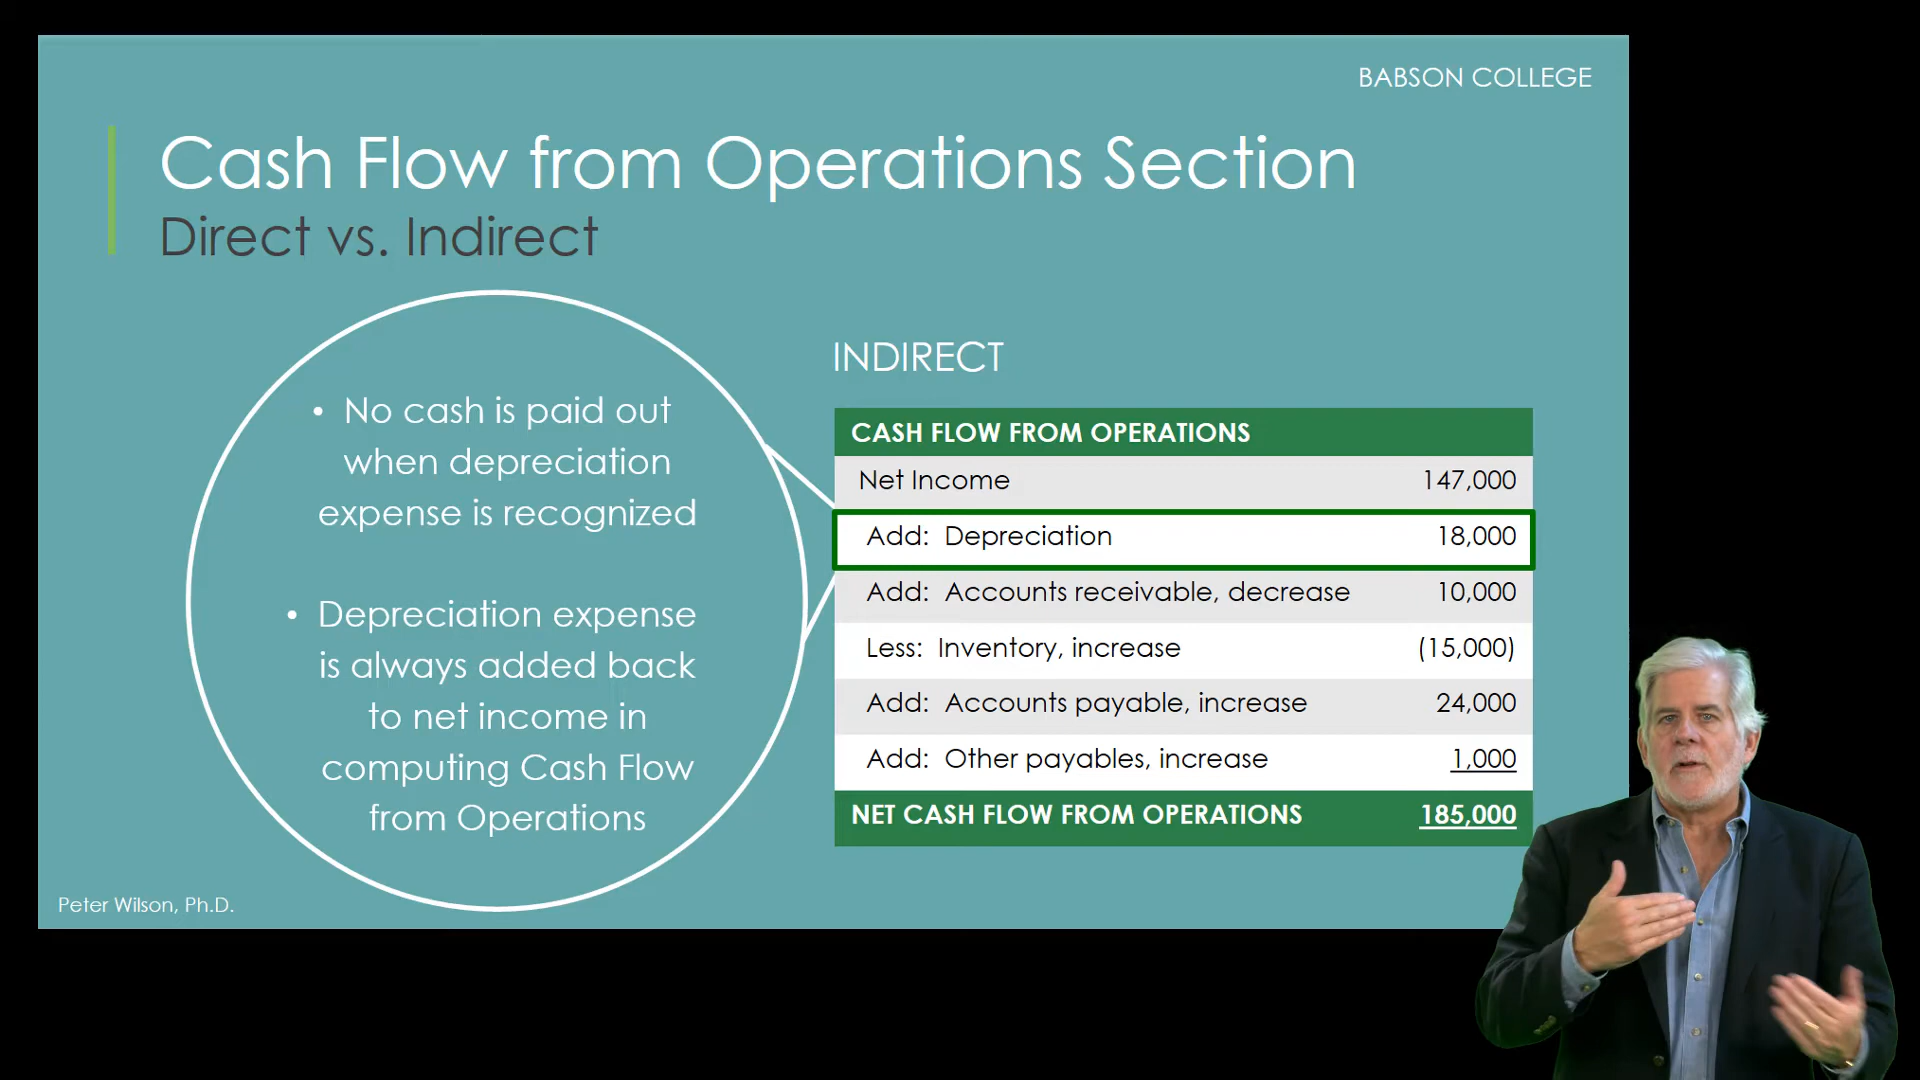 BABSON COLLEGE
Cash Flow from Operations Section
Direct vs. Indirect
• No cash is paid out
when depreciation
expense is recognized
• Depreciation expense
is always added back
to net income in
computing Cash Flow
from Operations
INDIRECT
CASH FLOW FROM OPERATIONS
Net Income 147,000
Add: Depreciation 18,000
Add: Accounts receivable, decrease 10,000
Less: Inventory, increase (15,000)
Add: Accounts payable, increase 24,000
Add: Other payables, increase 1,000
NET CASH FLOW FROM OPERATIONS 185,000
Peter Wilson, Ph.D.